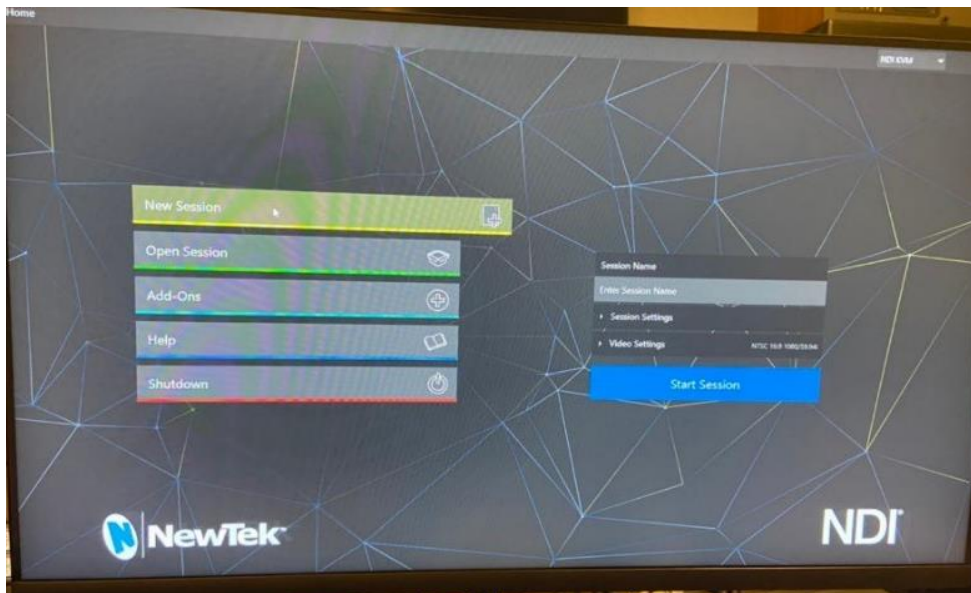 Home
NDI KVM
New Session
Open Session
Add-Ons
Help
Shutdown
Session Name
Enter Session Name
Session Settings
Video Settings
NTSC 16:9 1080/59.94i
Start Session
N NewTek
NDI